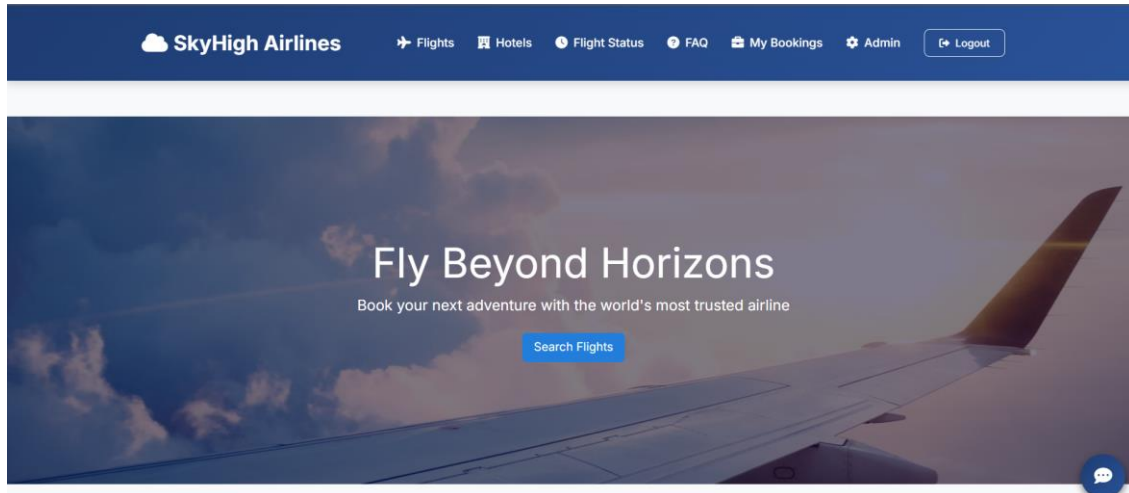 SkyHigh Airlines Flights Hotels Flight Status FAQ My Bookings Admin Logout
Fly Beyond Horizons
Book your next adventure with the world's most trusted airline
Search Flights